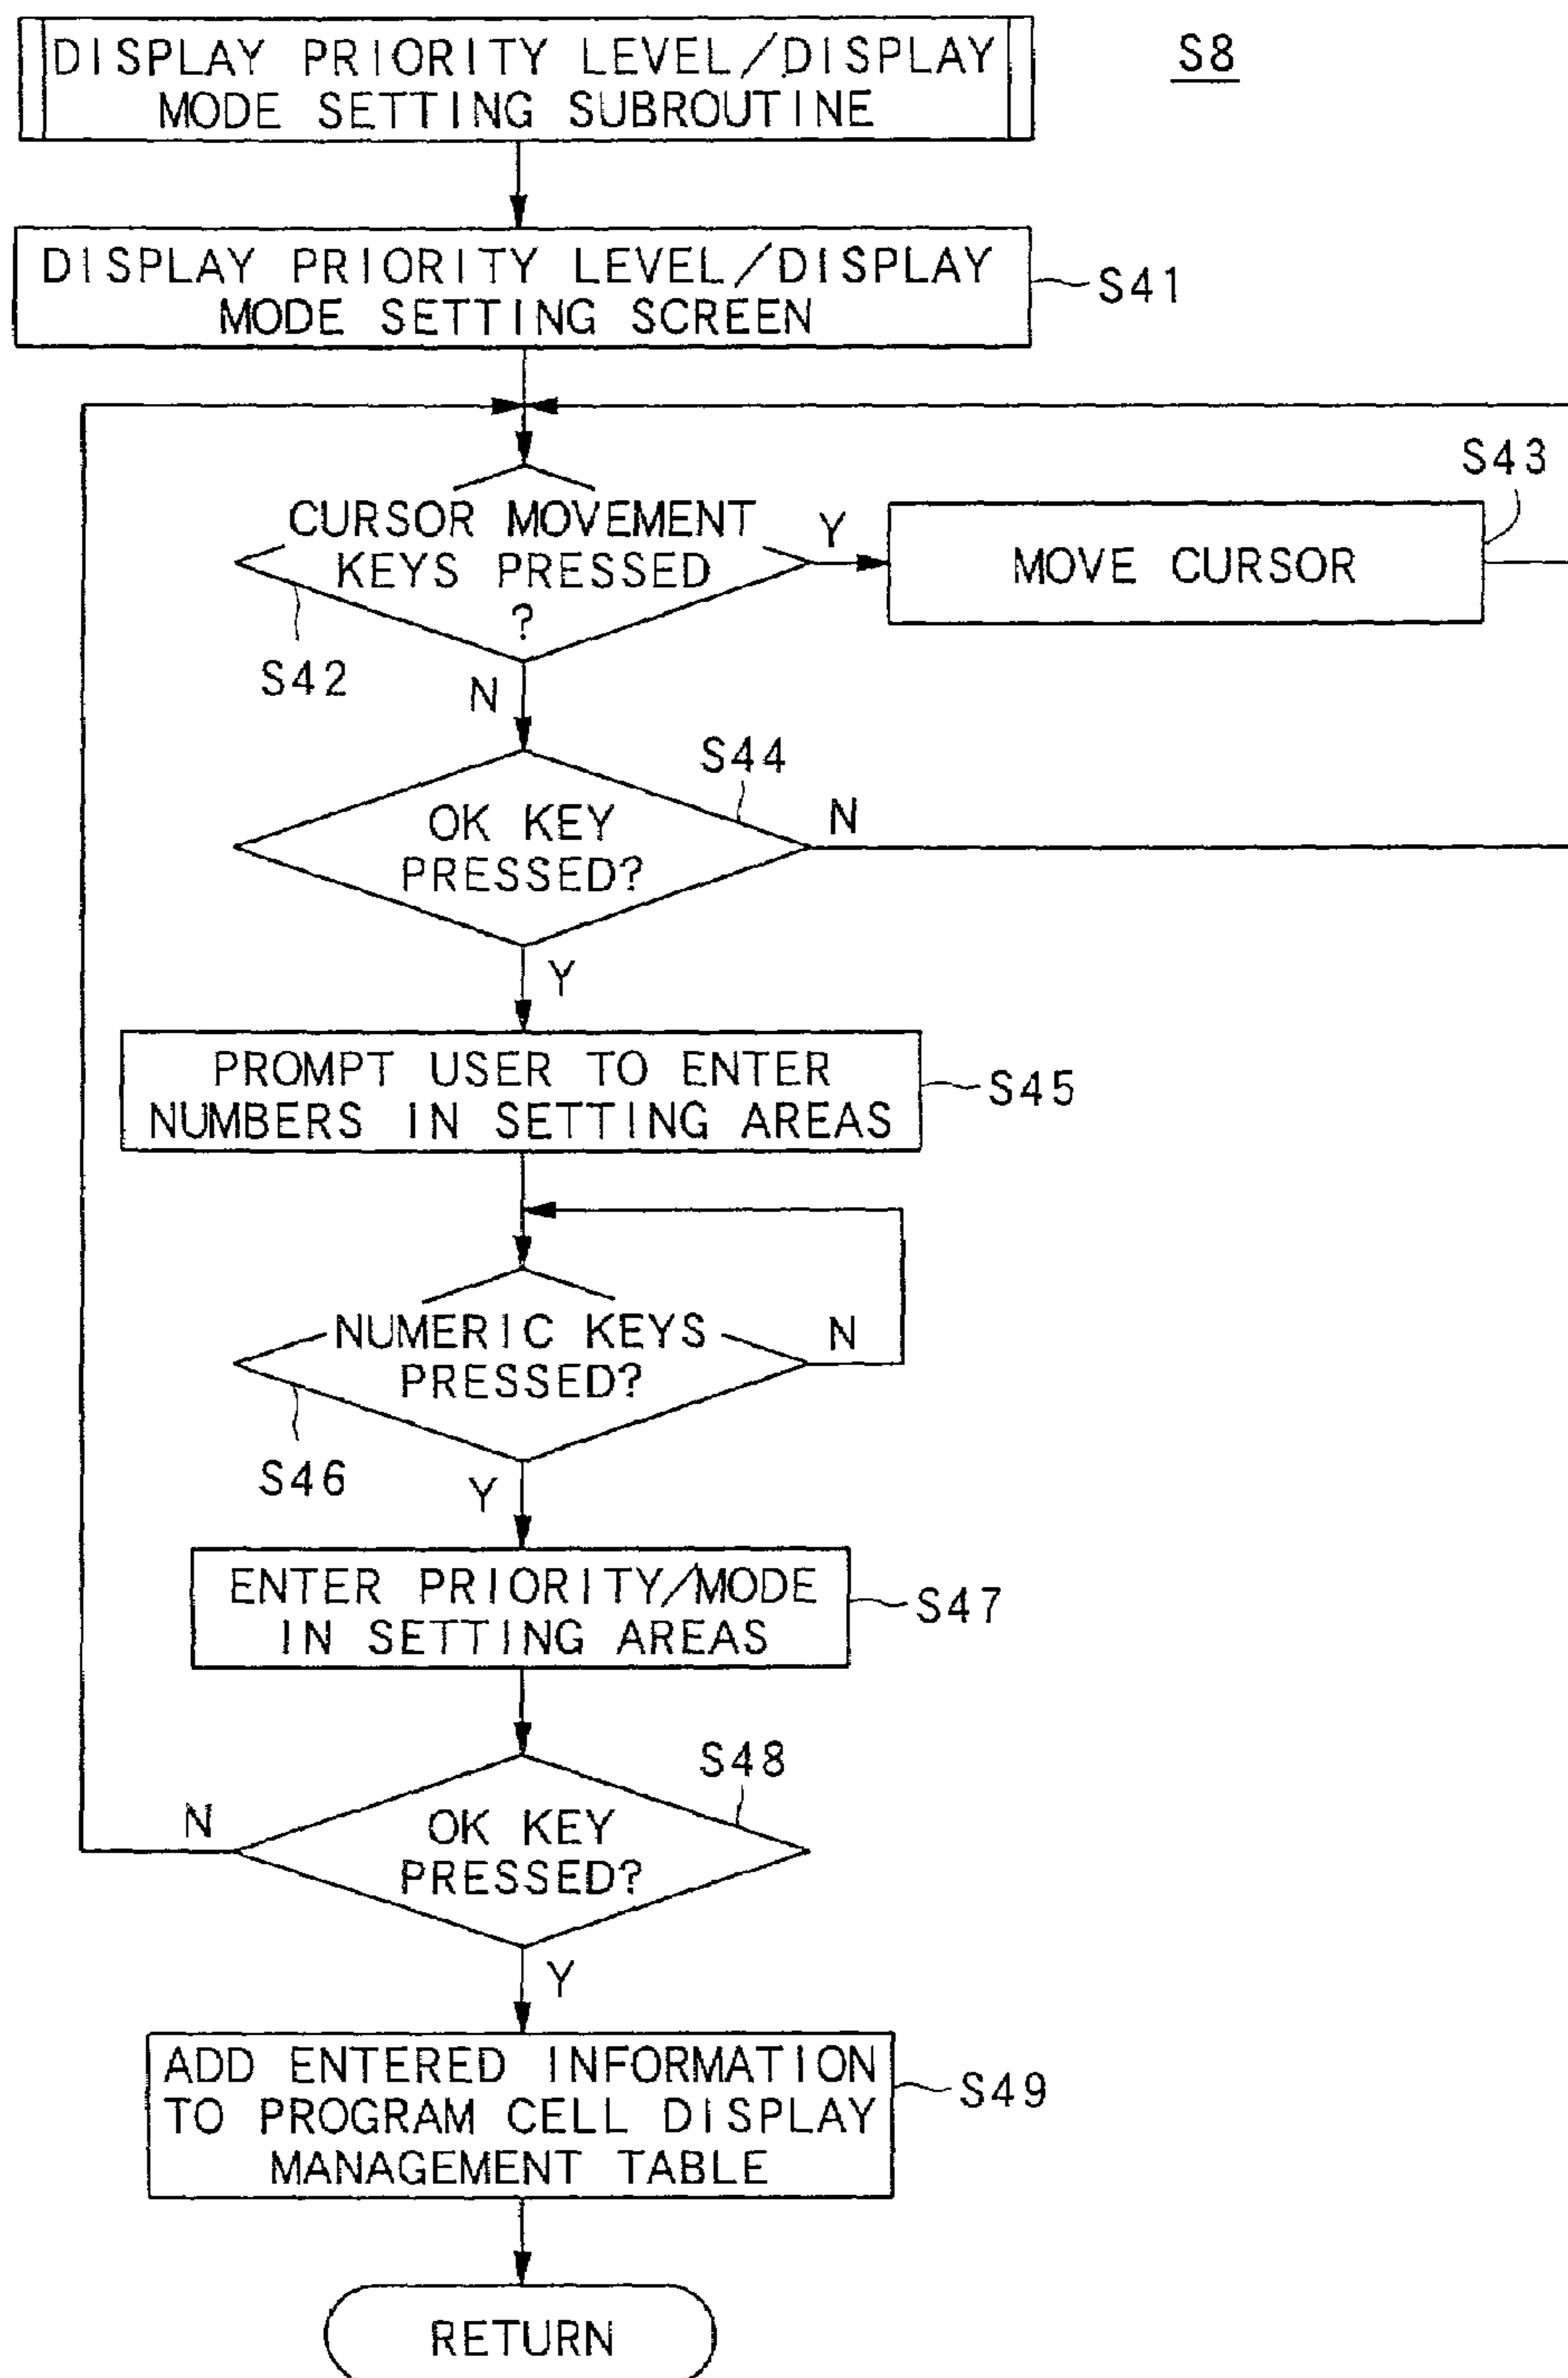 DISPLAY PRIORITY LEVEL/DISPLAY
MODE SETTING SUBROUTINE
S8
DISPLAY PRIORITY LEVEL/DISPLAY
MODE SETTING SCREEN
S41
S43
CURSOR MOVEMENT
KEYS PRESSED
?
Y
MOVE CURSOR
S42
N
S44
OK KEY
PRESSED?
N
Y
PROMPT USER TO ENTER
NUMBERS IN SETTING AREAS
S45
NUMERIC KEYS
PRESSED?
N
S46
Y
ENTER PRIORITY/MODE
IN SETTING AREAS
S47
S48
N
OK KEY
PRESSED?
Y
ADD ENTERED INFORMATION
TO PROGRAM CELL DISPLAY
MANAGEMENT TABLE
S49
RETURN